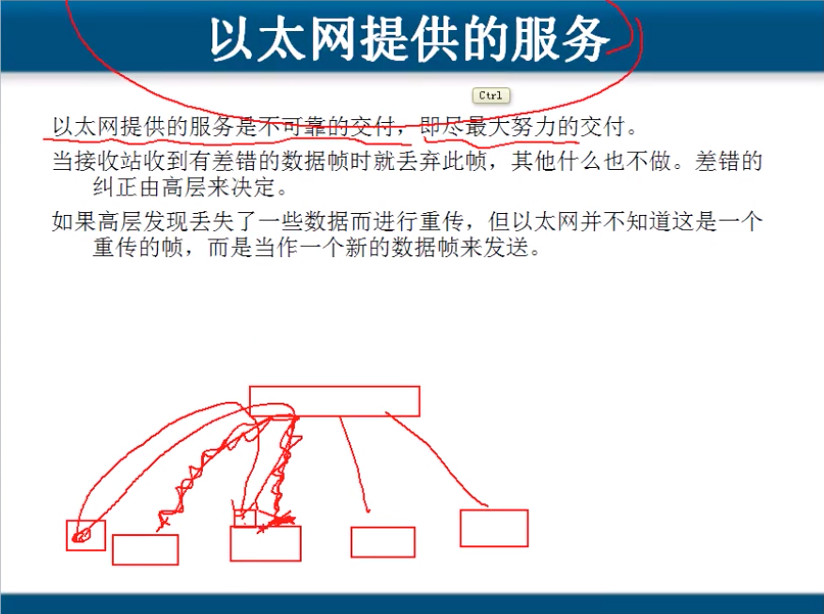 以太网提供的服务
Ctrl
以太网提供的服务是不可靠的交付，即尽最大努力的交付。
当接收站收到有差错的数据帧时就丢弃此帧，其他什么也不做。差错的
纠正由高层来决定。
如果高层发现丢失了一些数据而进行重传，但以太网并不知道这是一个
重传的帧，而是当作一个新的数据帧来发送。